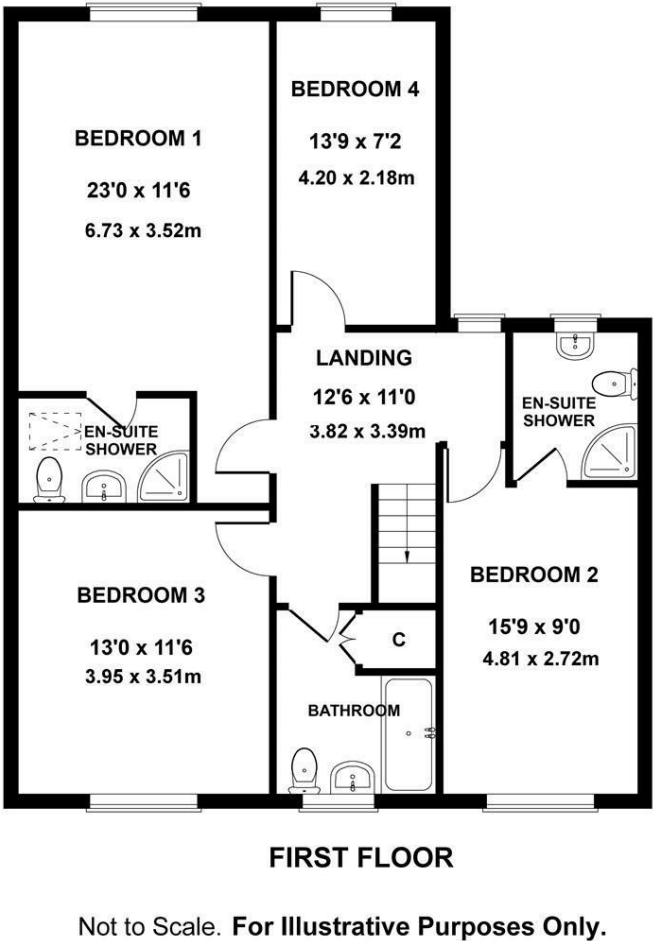 BEDROOM 1
23'0 x 11'6
6.73 x 3.52m
BEDROOM 4
13'9 x 7'2
4.20 x 2.18m
LANDING
12'6 x 11'0
3.82 x 3.39m
EN-SUITE
SHOWER
EN-SUITE
SHOWER
BEDROOM 3
13'0 x 11'6
3.95 x 3.51m
BEDROOM 2
15'9 x 9'0
4.81 x 2.72m
C
BATHROOM
FIRST FLOOR
Not to Scale. For Illustrative Purposes Only.